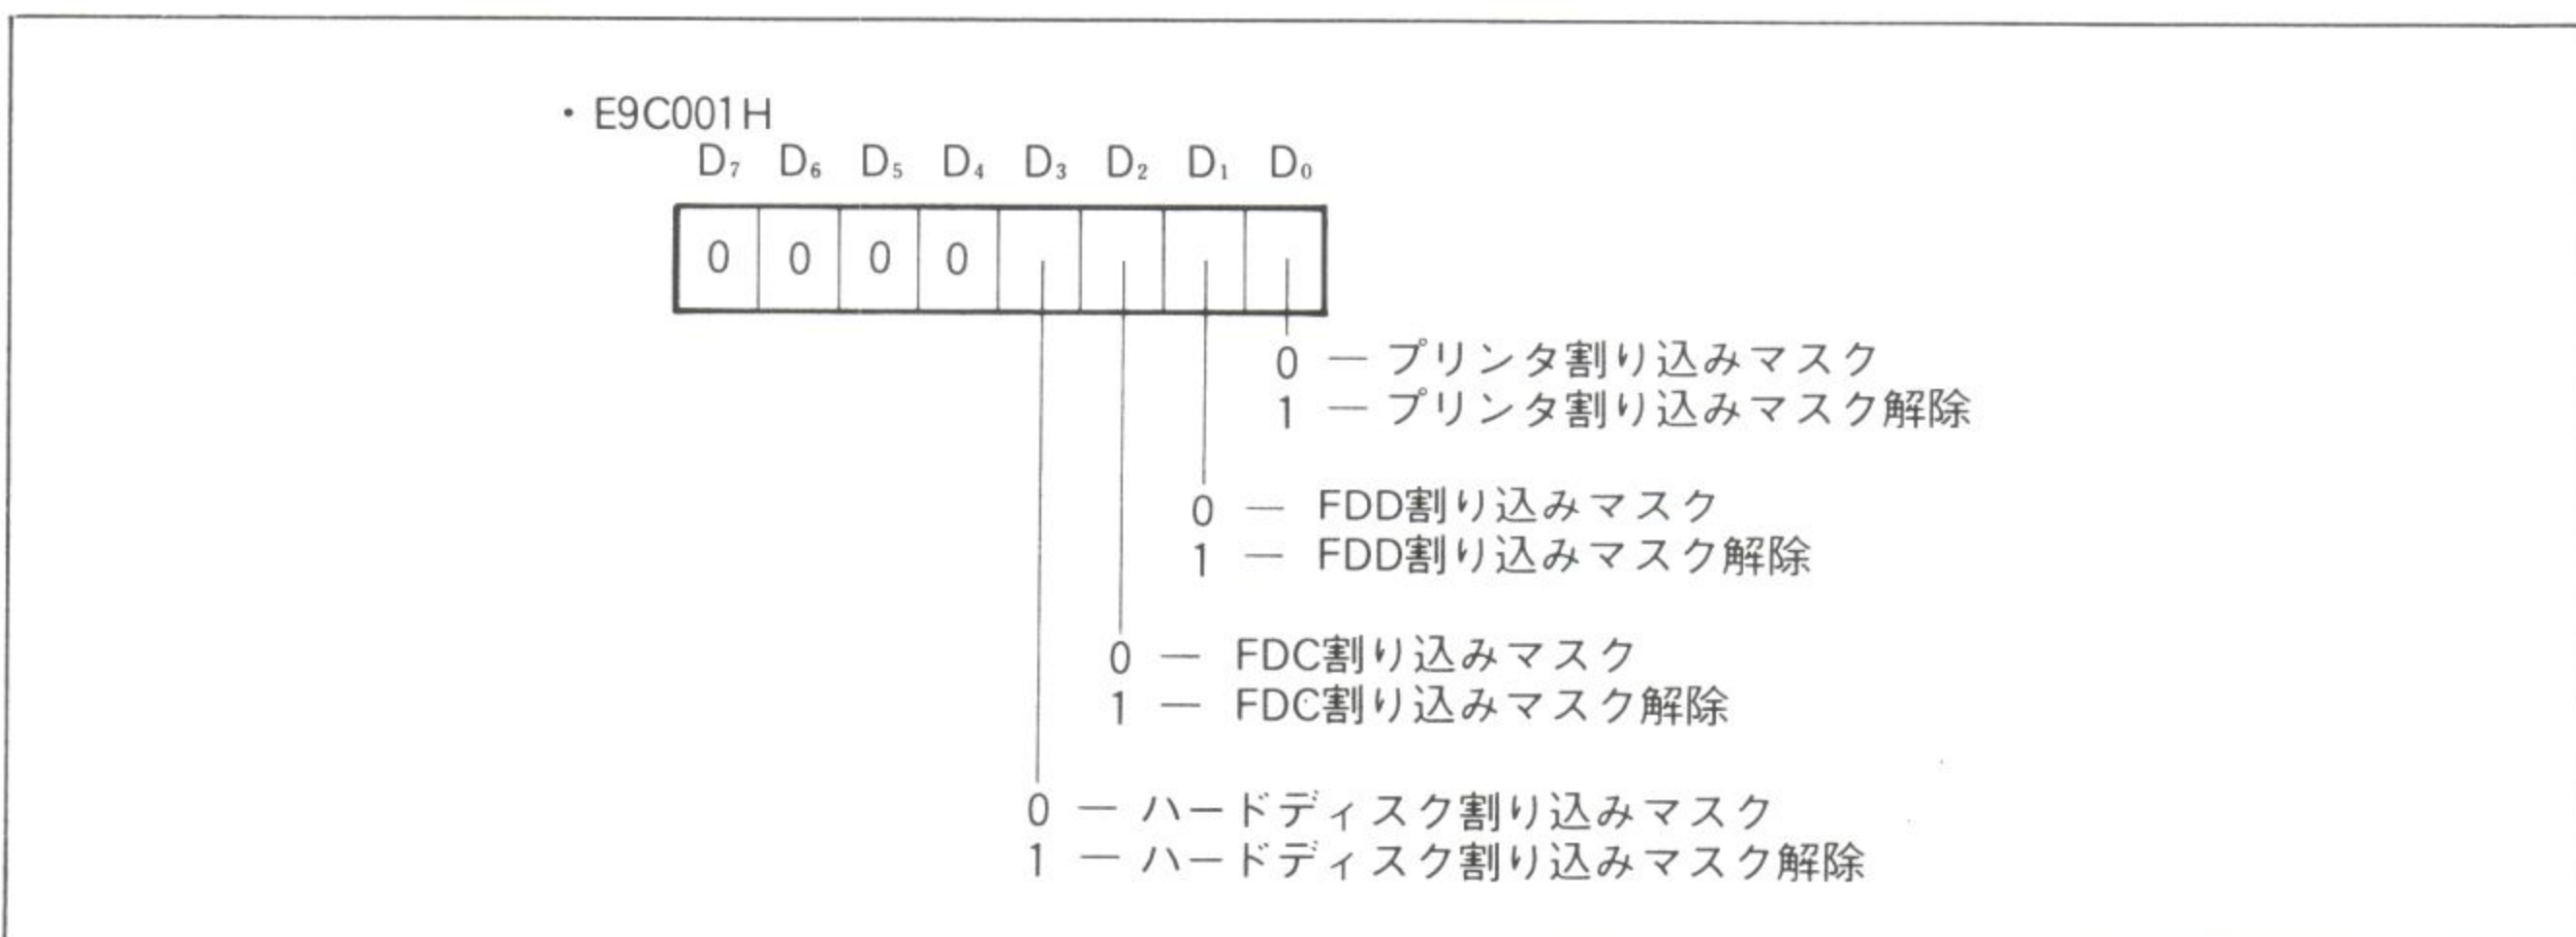 ・E9C001H
D₇ D₆ D₅ D₄ D₃ D₂ D₁ D₀
0 0 0 0
0 — プリンタ割り込みマスク
1 — プリンタ割り込みマスク解除
0 — FDD割り込みマスク
1 — FDD割り込みマスク解除
0 — FDC割り込みマスク
1 — FDC割り込みマスク解除
0 — ハードディスク割り込みマスク
1 — ハードディスク割り込みマスク解除